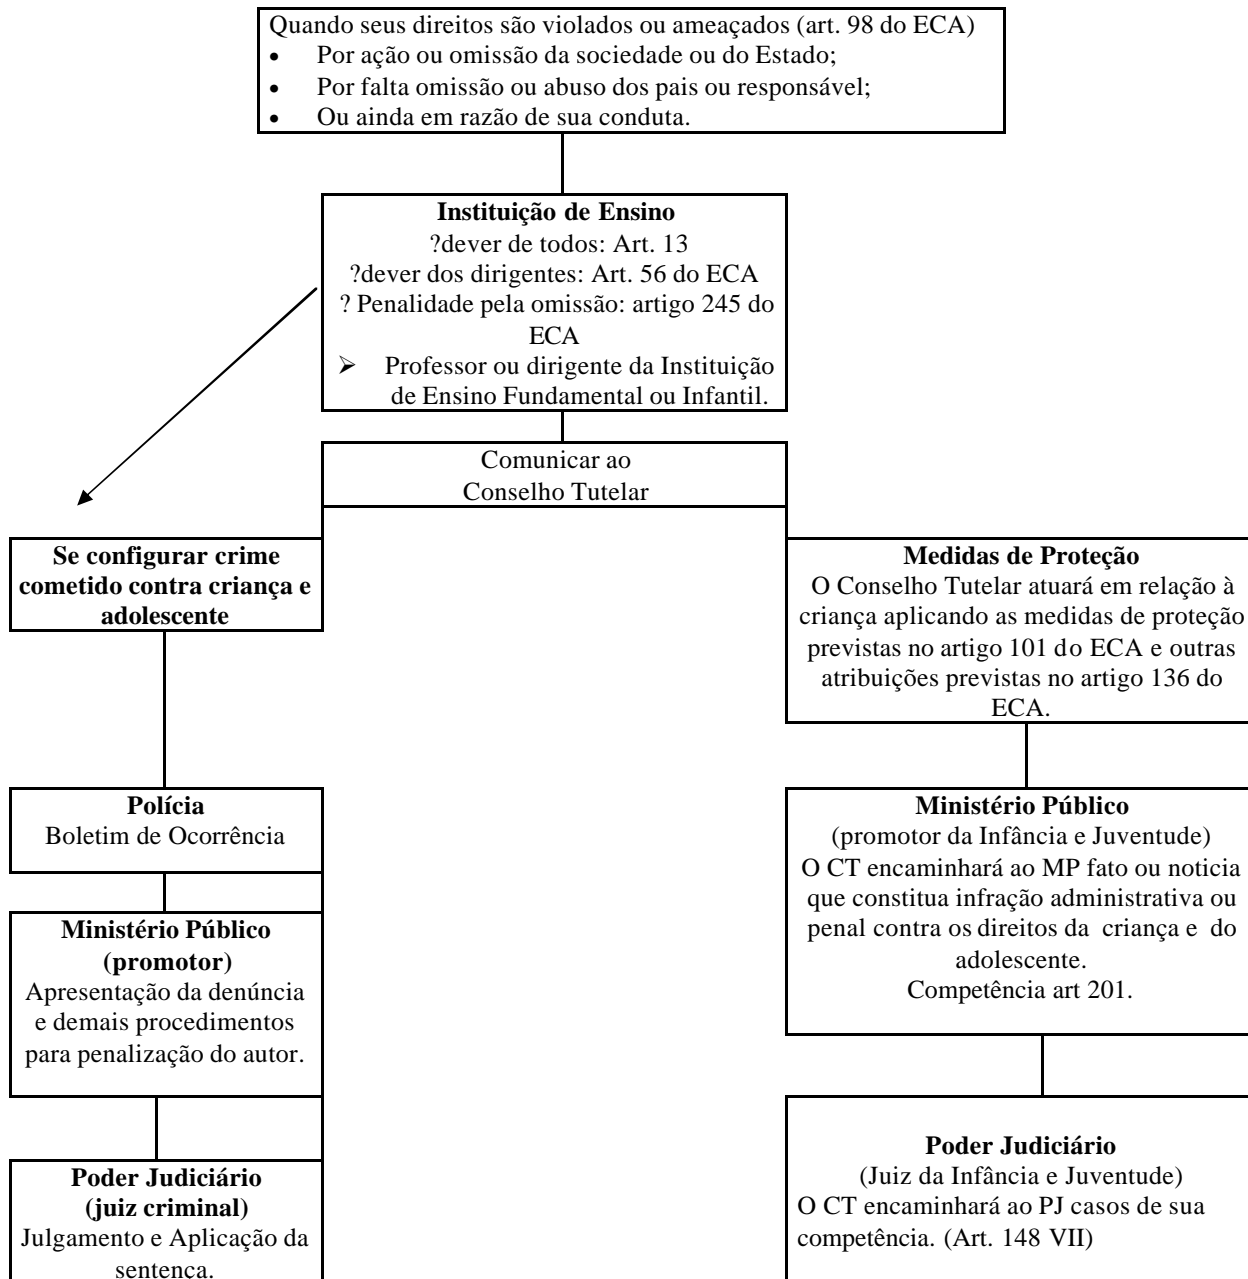 Quando seus direitos são violados ou ameaçados (art. 98 do ECA)
• Por ação ou omissão da sociedade ou do Estado;
• Por falta omissão ou abuso dos pais ou responsável;
• Ou ainda em razão de sua conduta.
Instituição de Ensino
?dever de todos: Art. 13
?dever dos dirigentes: Art. 56 do ECA
? Penalidade pela omissão: artigo 245 do
ECA
➢ Professor ou dirigente da Instituição
de Ensino Fundamental ou Infantil.
Comunicar ao
Conselho Tutelar
Se configurar crime
cometido contra criança e
adolescente
Polícia
Boletim de Ocorrência
Ministério Público
(promotor)
Apresentação da denúncia
e demais procedimentos
para penalização do autor.
Poder Judiciário
(juiz criminal)
Julgamento e Aplicação da
sentença.
Medidas de Proteção
O Conselho Tutelar atuará em relação à
criança aplicando as medidas de proteção
previstas no artigo 101 do ECA e outras
atribuições previstas no artigo 136 do
ECA.
Ministério Público
(promotor da Infância e Juventude)
O CT encaminhará ao MP fato ou noticia
que constitua infração administrativa ou
penal contra os direitos da criança e do
adolescente.
Competência art 201.
Poder Judiciário
(Juiz da Infância e Juventude)
O CT encaminhará ao PJ casos de sua
competência. (Art. 148 VII)